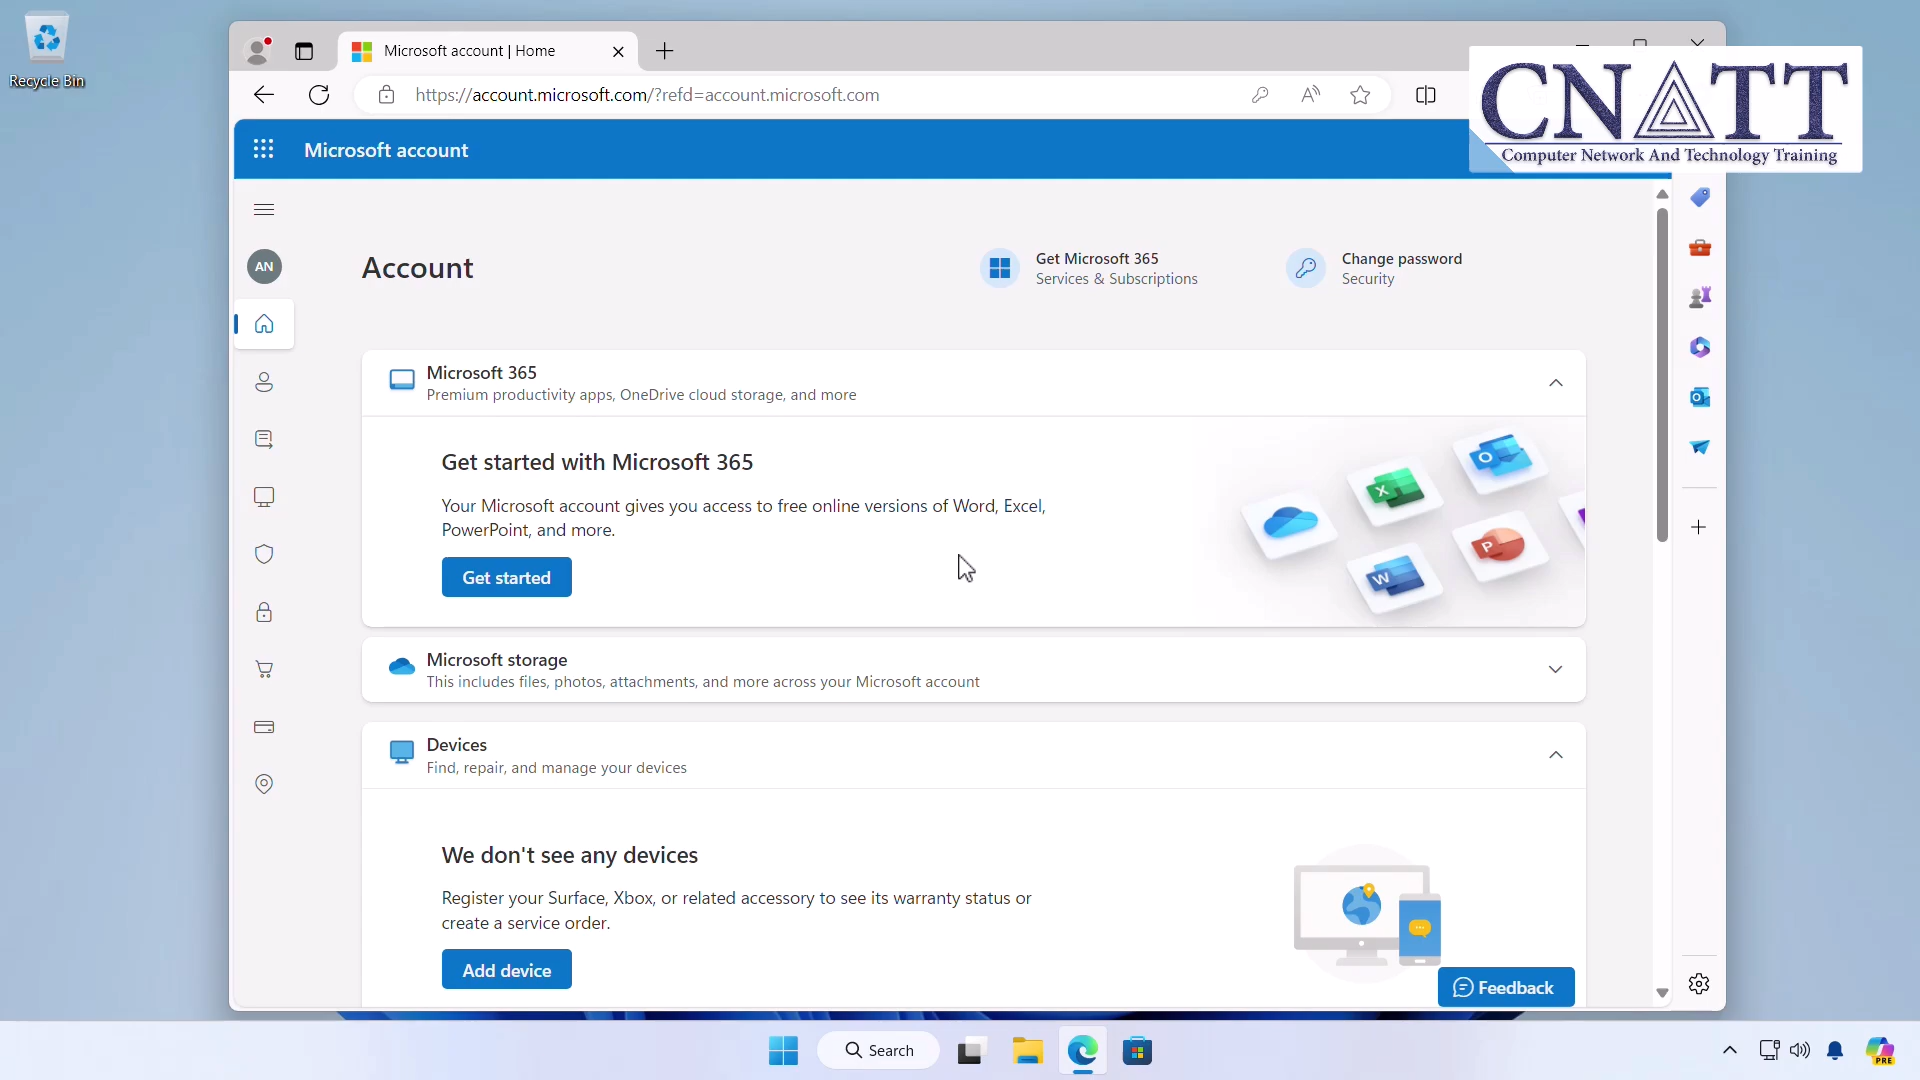 Recycle Bin
Microsoft account | Home
https://account.microsoft.com/?refd=account.microsoft.com
CNATT
Computer Network And Technology Training
Microsoft account
AN
Account
Get Microsoft 365
Services & Subscriptions
Change password
Security
Microsoft 365
Premium productivity apps, OneDrive cloud storage, and more
Get started with Microsoft 365
Your Microsoft account gives you access to free online versions of Word, Excel,
PowerPoint, and more.
Get started
Microsoft storage
This includes files, photos, attachments, and more across your Microsoft account
Devices
Find, repair, and manage your devices
We don't see any devices
Register your Surface, Xbox, or related accessory to see its warranty status or
create a service order.
Add device
Feedback
Search
PRE